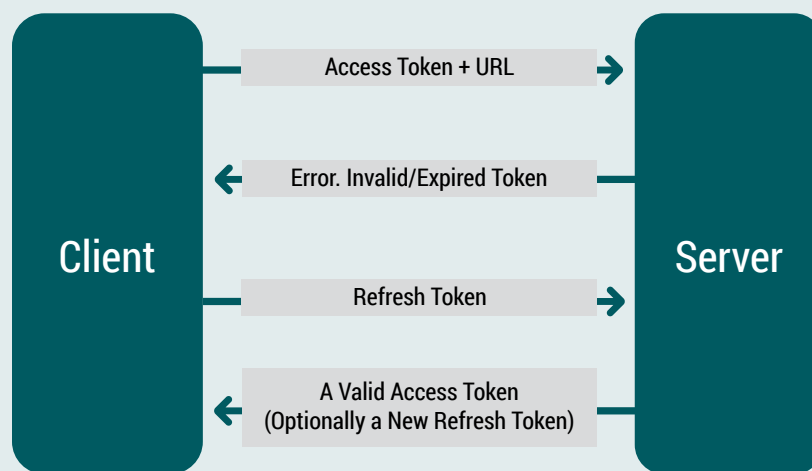 Access Token + URL
Error. Invalid/Expired Token
Client
Server
Refresh Token
A Valid Access Token
(Optionally a New Refresh Token)